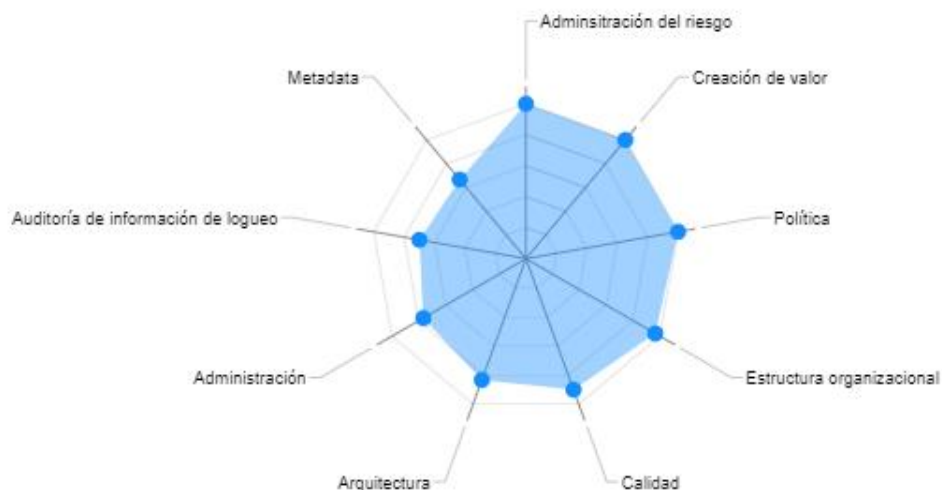 Adminsitración del riesgo
Metadata
Creación de valor
Auditoría de información de logueo
Política
Administración
Estructura organizacional
Arquitectura
Calidad